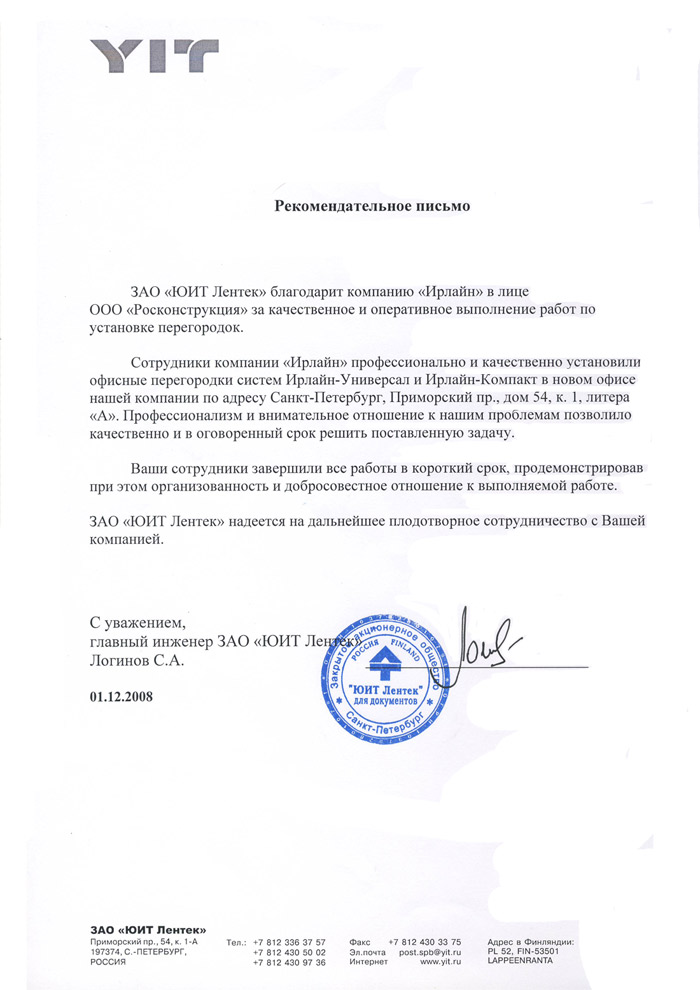 YIT
Рекомендательное письмо
ЗАО «ЮИТ Лентек» благодарит компанию «Ирлайн» в лице
ООО «Росконструкция» за качественное и оперативное выполнение работ по
установке перегородок.
Сотрудники компании «Ирлайн» профессионально и качественно установили
офисные перегородки систем Ирлайн-Универсал и Ирлайн-Компакт в новом офисе
нашей компании по адресу Санкт-Петербург, Приморский пр., дом 54, к. 1, литера
«А». Профессионализм и внимательное отношение к нашим проблемам позволило
качественно и в оговоренный срок решить поставленную задачу.
Ваши сотрудники завершили все работы в короткий срок, продемонстрировав
при этом организованность и добросовестное отношение к выполняемой работе.
ЗАО «ЮИТ Лентек» надеется на дальнейшее плодотворное сотрудничество с Вашей
компанией.
С уважением,
главный инженер ЗАО «ЮИТ Лентек»
Логинов С.А.
01.12.2008
Закрытое акционерное общество
РОССИЯ FINLAND
"ЮИТ Лентек"
для документов
* Санкт-Петербург *
ЗАО «ЮИТ Лентек»
Приморский пр., 54, к. 1-А
197374, С.-ПЕТЕРБУРГ,
РОССИЯ
Тел.: +7 812 336 37 57
+7 812 430 50 02
+7 812 430 97 36
Факс +7 812 430 33 75
Эл.почта post.spb@yit.ru
Интернет www.yit.ru
Адрес в Финляндии:
PL 52, FIN-53501
LAPPEENRANTA